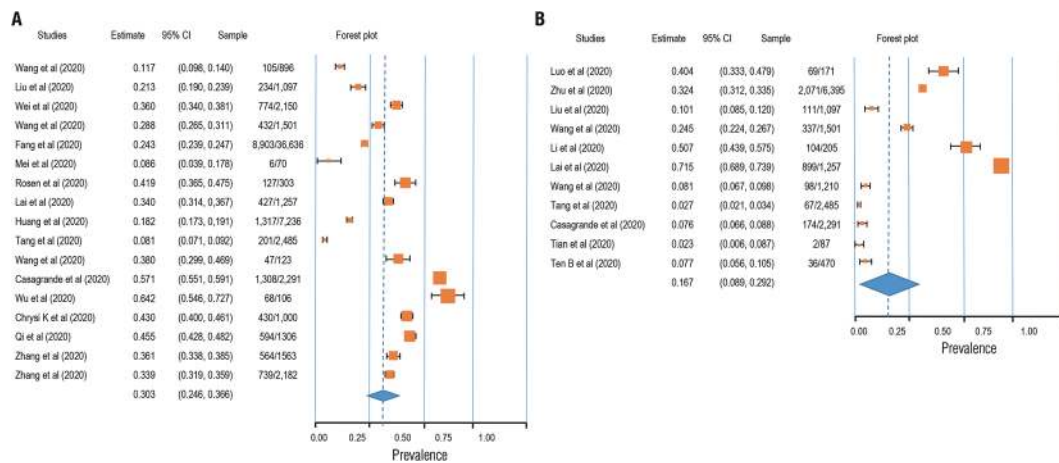 A
Studies Estimate 95% CI Sample Forest plot
Wang et al (2020) 0.117 (0.098, 0.140) 105/896
Liu et al (2020) 0.213 (0.190, 0.239) 234/1,097
Wei et al (2020) 0.360 (0.340, 0.381) 774/2,150
Wang et al (2020) 0.288 (0.265, 0.311) 432/1,501
Fang et al (2020) 0.243 (0.239, 0.247) 8,903/36,636
Mei et al (2020) 0.086 (0.039, 0.178) 6/70
Rosen et al (2020) 0.419 (0.365, 0.475) 127/303
Lai et al (2020) 0.340 (0.314, 0.367) 427/1,257
Huang et al (2020) 0.182 (0.173, 0.191) 1,317/7,236
Tang et al (2020) 0.081 (0.071, 0.092) 201/2,485
Wang et al (2020) 0.380 (0.299, 0.469) 47/123
Casagrande et al (2020) 0.571 (0.551, 0.591) 1,308/2,291
Wu et al (2020) 0.642 (0.546, 0.727) 68/106
Chrysi K et al (2020) 0.430 (0.400, 0.461) 430/1,000
Qi et al (2020) 0.455 (0.428, 0.482) 594/1306
Zhang et al (2020) 0.361 (0.338, 0.385) 564/1563
Zhang et al (2020) 0.339 (0.319, 0.359) 739/2,182
0.303 (0.246, 0.366)
0.00 0.25 0.50 0.75 1.00
Prevalence
B
Studies Estimate 95% CI Sample Forest plot
Luo et al (2020) 0.404 (0.333, 0.479) 69/171
Zhu et al (2020) 0.324 (0.312, 0.335) 2,071/6,395
Liu et al (2020) 0.101 (0.085, 0.120) 111/1,097
Wang et al (2020) 0.245 (0.224, 0.267) 337/1,501
Li et al (2020) 0.507 (0.439, 0.575) 104/205
Lai et al (2020) 0.715 (0.689, 0.739) 899/1,257
Wang et al (2020) 0.081 (0.067, 0.098) 98/1,210
Tang et al (2020) 0.027 (0.021, 0.034) 67/2,485
Casagrande et al (2020) 0.076 (0.066, 0.088) 174/2,291
Tian et al (2020) 0.023 (0.006, 0.087) 2/87
Ten B et al (2020) 0.077 (0.056, 0.105) 36/470
0.167 (0.089, 0.292)
0.00 0.25 0.50 0.75 1.00
Prevalence